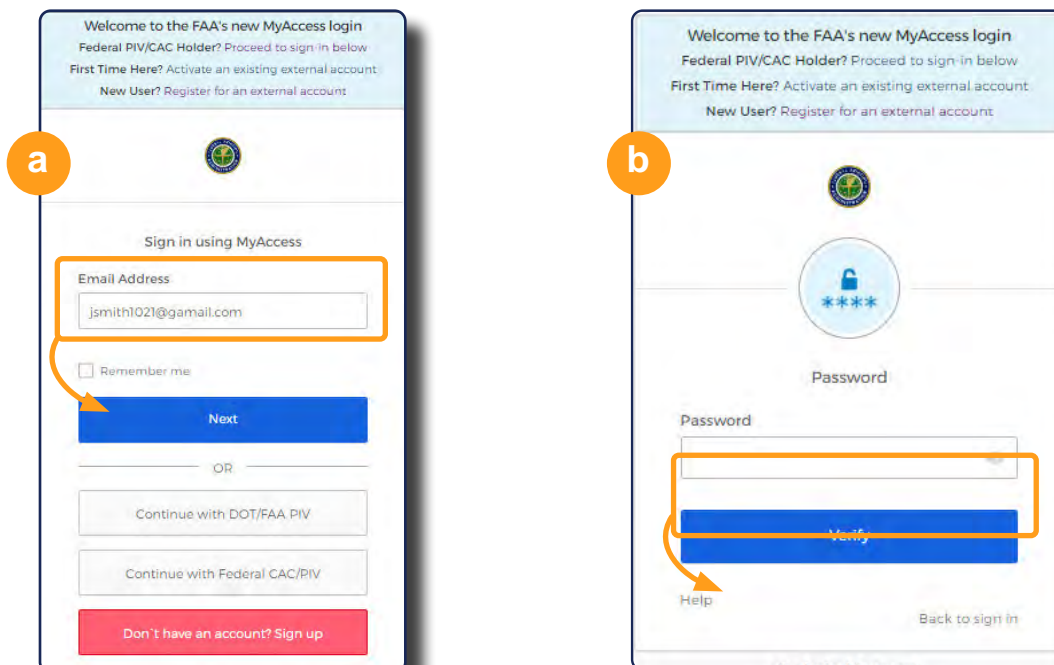 Welcome to the FAA's new MyAccess login
Federal PIV/CAC Holder? Proceed to sign-in below
First Time Here? Activate an existing external account
New User? Register for an external account
a
Sign in using MyAccess
Email Address
jsmith1021@gamail.com
Remember me
Next
OR
Continue with DOT/FAA PIV
Continue with Federal CAC/PIV
Don`t have an account? Sign up
Welcome to the FAA's new MyAccess login
Federal PIV/CAC Holder? Proceed to sign-in below
First Time Here? Activate an existing external account
New User? Register for an external account
b
****
Password
Password
Verify
Help
Back to sign in